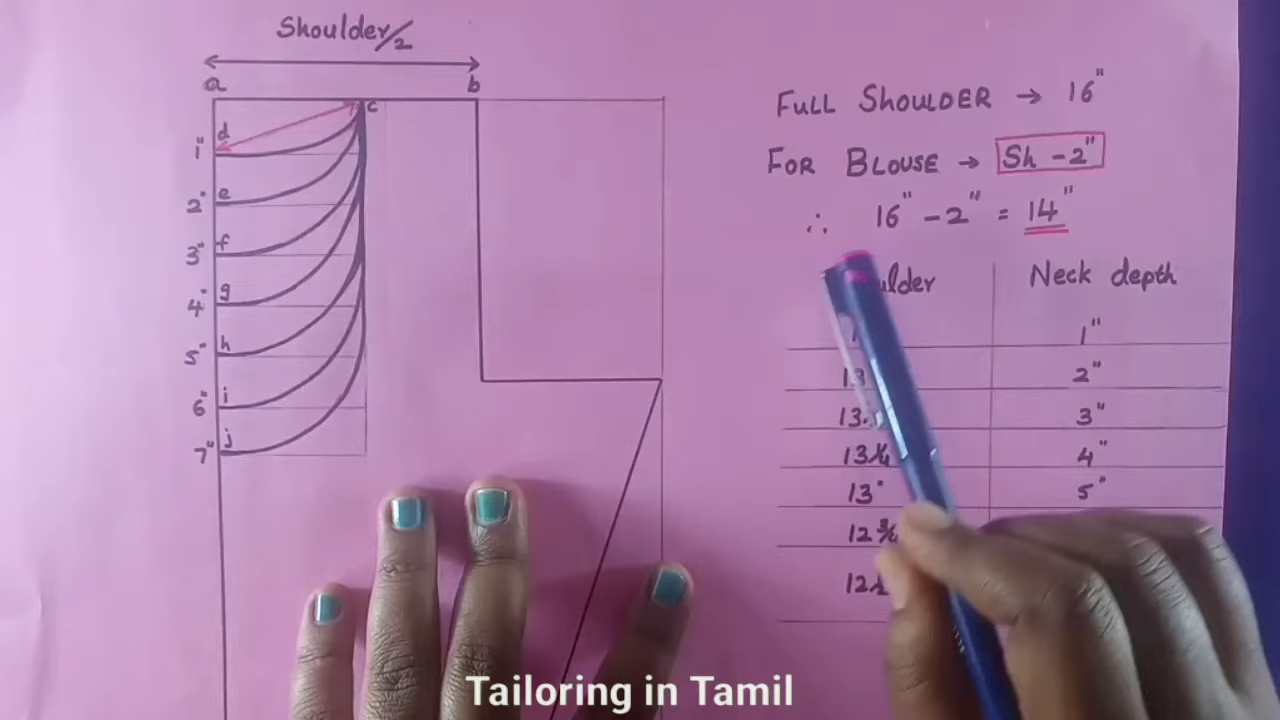 Shoulder/2
a b
c
FULL SHOULDER → 16"
FOR BLOUSE → Sh - 2"
∴ 16" - 2" = 14"
Neck depth
1" d 1"
2" e 2"
3" f 3"
4" g 13¼ 4"
5" h 13" 5"
6" i
7" j
Tailoring in Tamil